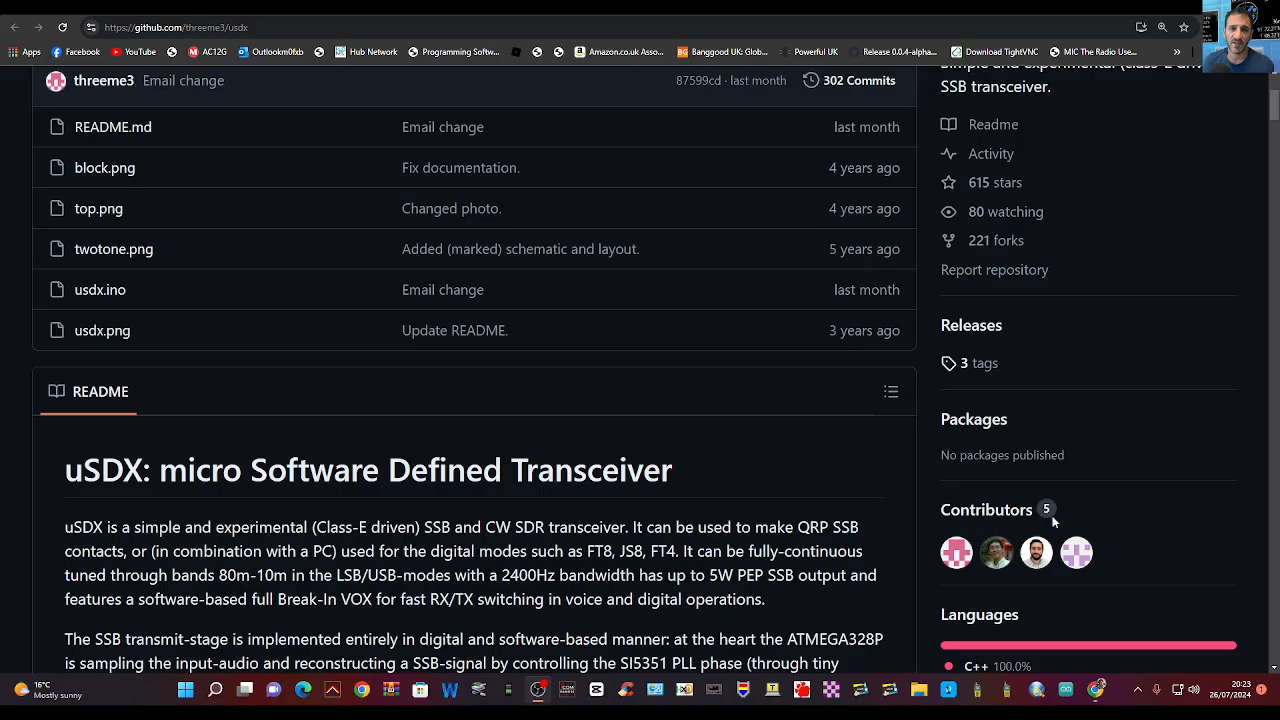 https://github.com/threeme3/usdx
Apps
Facebook
YouTube
AC12G
Outlookm0fxb
Hub Network
Programming Softw...
Amazon.co.uk Asso...
BG
Banggood UK: Glob...
Powerful UK
Release 0.0.4-alpha...
Download TightVNC
MIC The Radio Use...
»
threeme3 Email change 87599cd · last month 302 Commits
README.md Email change last month
block.png Fix documentation. 4 years ago
top.png Changed photo. 4 years ago
twotone.png Added (marked) schematic and layout. 5 years ago
usdx.ino Email change last month
usdx.png Update README. 3 years ago
README
uSDX: micro Software Defined Transceiver
uSDX is a simple and experimental (Class-E driven) SSB and CW SDR transceiver. It can be used to make QRP SSB
contacts, or (in combination with a PC) used for the digital modes such as FT8, JS8, FT4. It can be fully-continuous
tuned through bands 80m-10m in the LSB/USB-modes with a 2400Hz bandwidth has up to 5W PEP SSB output and
features a software-based full Break-In VOX for fast RX/TX switching in voice and digital operations.
The SSB transmit-stage is implemented entirely in digital and software-based manner: at the heart the ATMEGA328P
is sampling the input-audio and reconstructing a SSB-signal by controlling the SI5351 PLL phase (through tiny
Simple and experimental (class-E driv
SSB transceiver.
Readme
Activity
615 stars
80 watching
221 forks
Report repository
Releases
3 tags
Packages
No packages published
Contributors 5
Languages
C++ 100.0%
16°C
Mostly sunny
20:23
26/07/2024